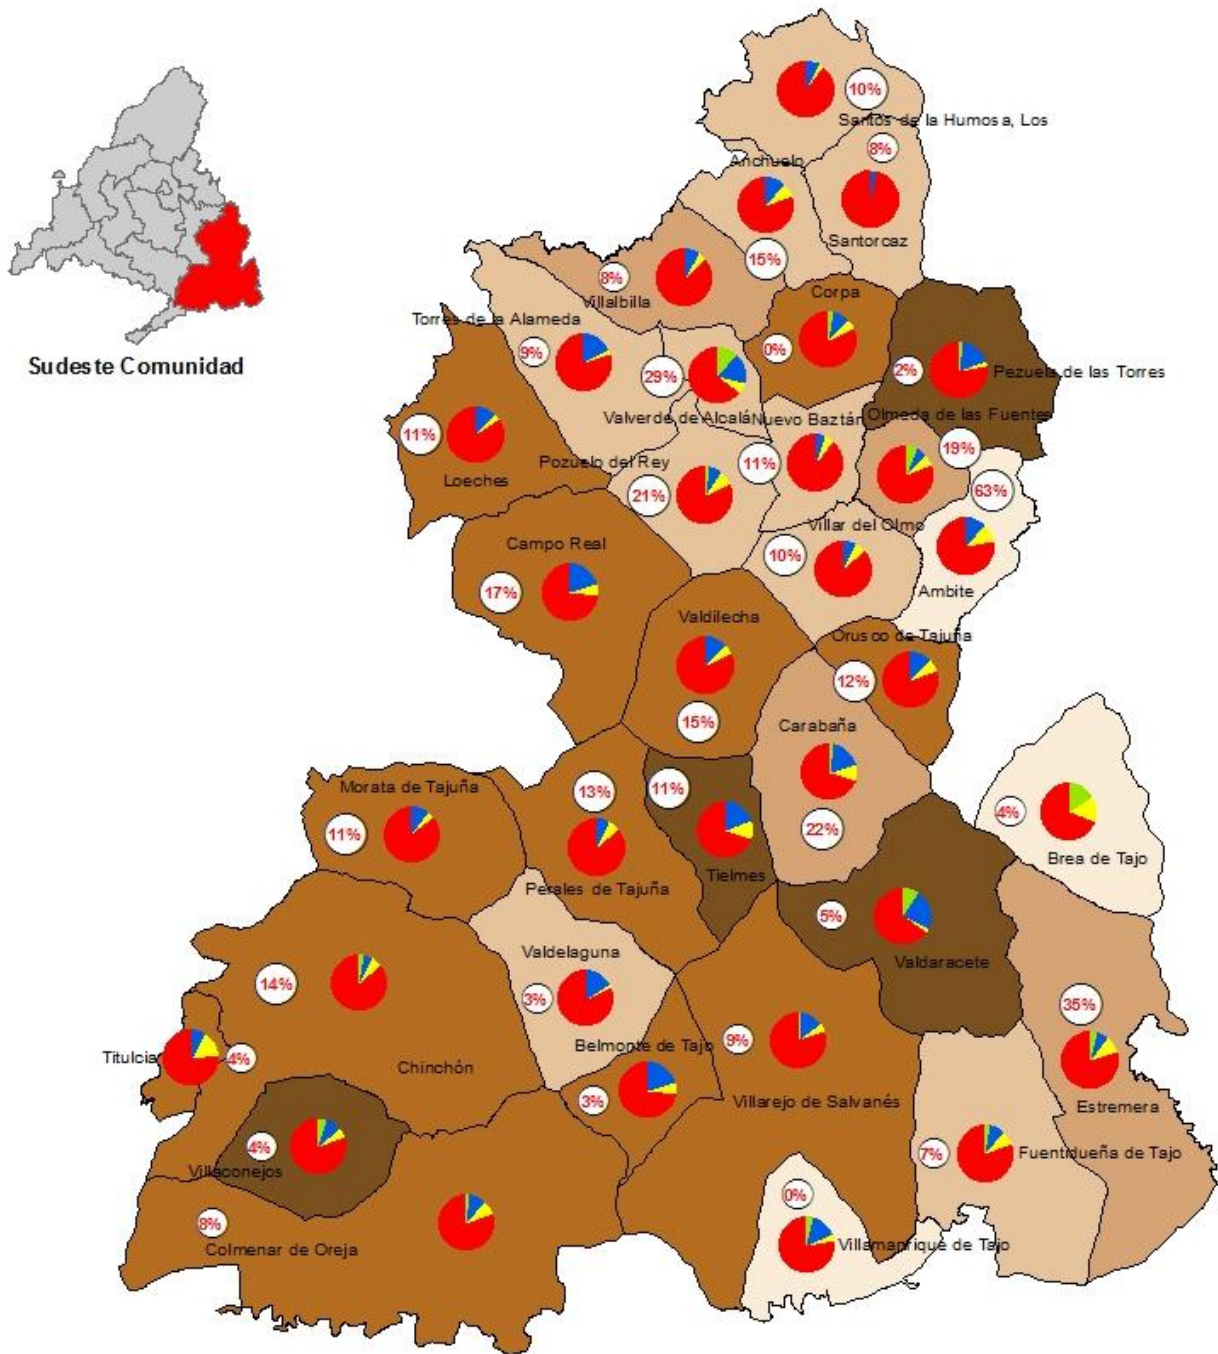 10%
Santos de la Humosa, Los
8%
Anchuelo
Santorcaz
15%
8%
Villalbilla
Corpa
Torres de la Alameda
9%
29%
0%
2%
Pezuela de las Torres
Sudeste Comunidad
Valverde de Alcalá
Nuevo Baztán
Olmeda de las Fuentes
11%
Loeches
Pozuelo del Rey
21%
11%
19%
63%
Villar del Olmo
Campo Real
17%
10%
Ambite
Valdilecha
Orusco de Tajuña
12%
15%
Carabaña
22%
Morata de Tajuña
11%
13%
11%
Perales de Tajuña
Tielmes
4%
Brea de Tajo
5%
Valdaracete
Valdelaguna
3%
14%
35%
Titulcia
4%
Chinchón
Belmonte de Tajo
3%
9%
Villarejo de Salvanés
Estremera
4%
Villaconejos
7%
Fuentidueña de Tajo
0%
8%
Colmenar de Oreja
Villamanrique de Tajo